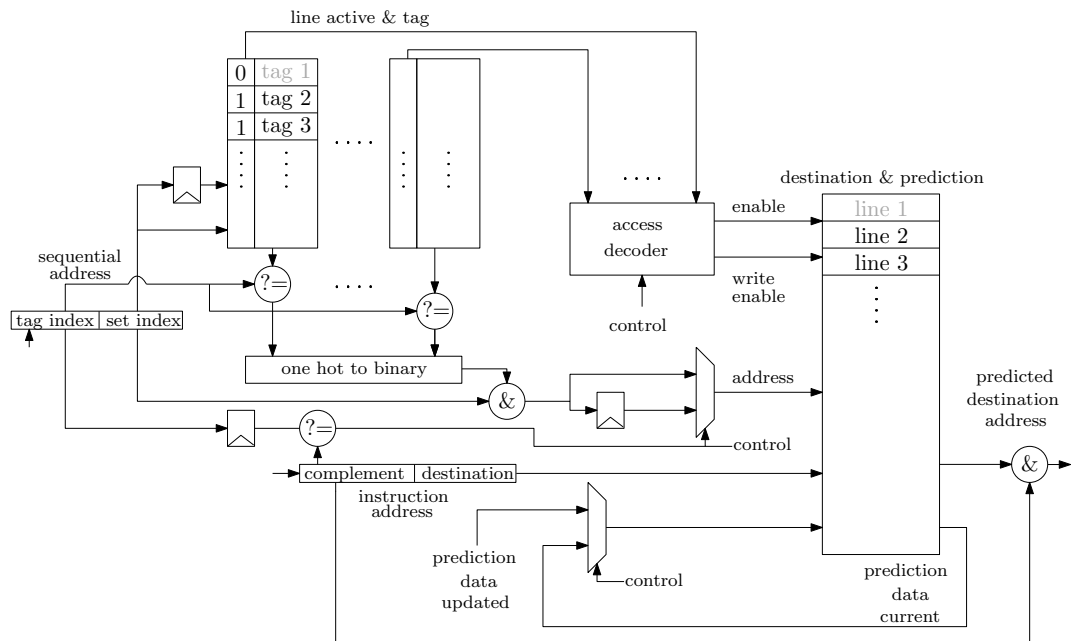 line active & tag
0 tag 1
1 tag 2
1 tag 3
destination & prediction
line 1
line 2
line 3
enable
access
decoder
write
enable
control
sequential
address
?=
?=
tag index set index
one hot to binary
&
address
predicted
destination
address
?=
control
&
complement destination
instruction
address
prediction
data
updated
control
prediction
data
current